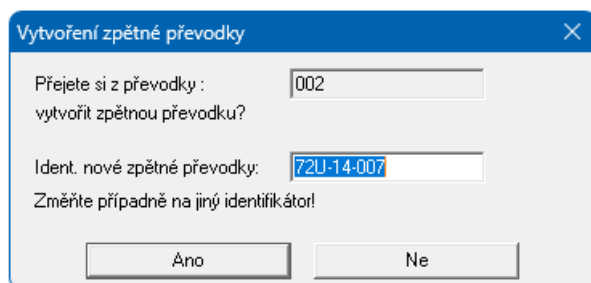 Vytvoření zpětné převodky
Přejete si z převodky : 002
vytvořit zpětnou převodku?
Ident. nové zpětné převodky: 72U-14-007
Změňte případně na jiný identifikátor!
Ano Ne